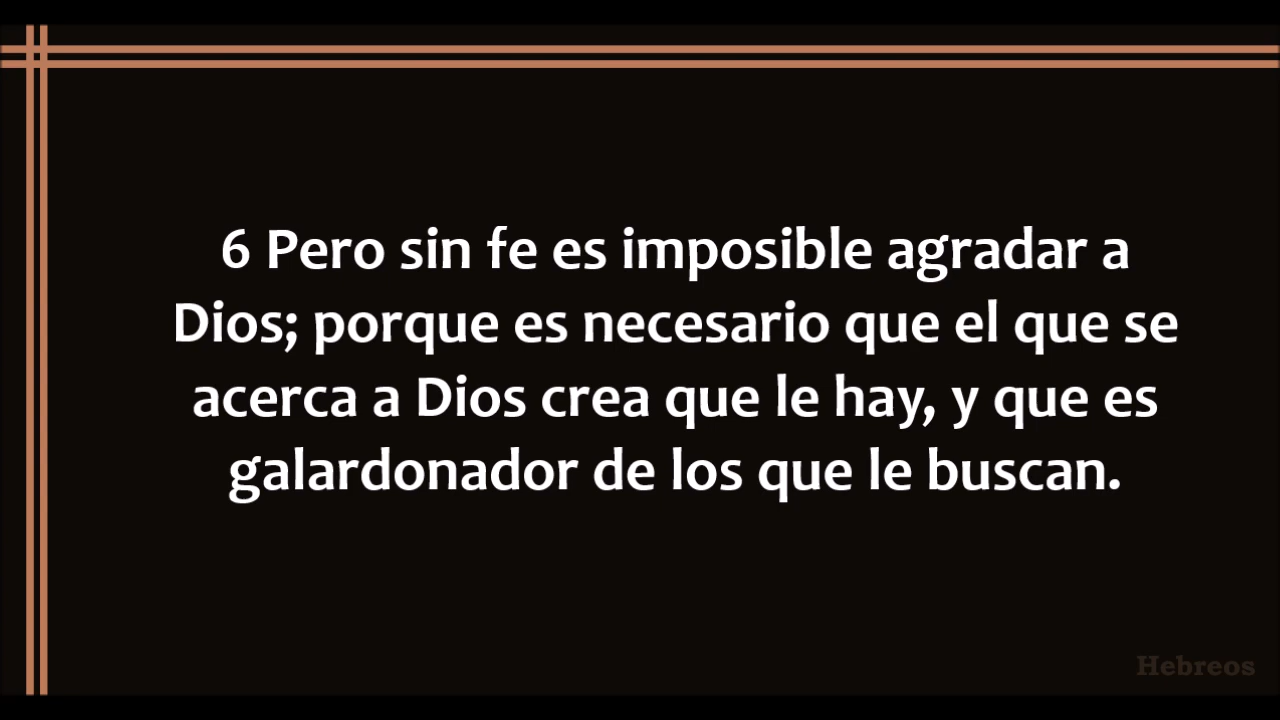 6 Pero sin fe es imposible agradar a
Dios; porque es necesario que el que se
acerca a Dios crea que le hay, y que es
galardonador de los que le buscan.
Hebreos